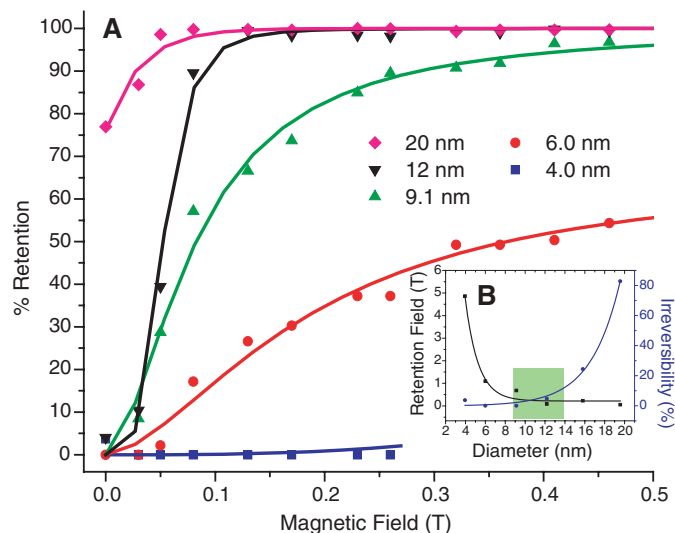 A
100
90
80
70
60
50
40
30
20
10
0
% Retention
0.0 0.1 0.2 0.3 0.4 0.5
Magnetic Field (T)
20 nm
12 nm
9.1 nm
6.0 nm
4.0 nm
B
6
5
4
3
2
1
0
Retention Field (T)
80
60
40
20
0
Irreversibility (%)
2 4 6 8 10 12 14 16 18 20
Diameter (nm)